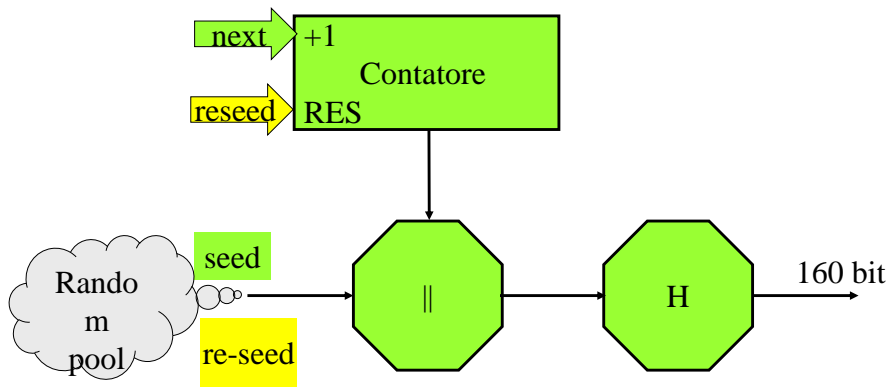 next
+1
Contatore
reseed
RES
seed
Rando
m
pool
re-seed
||
H
160 bit